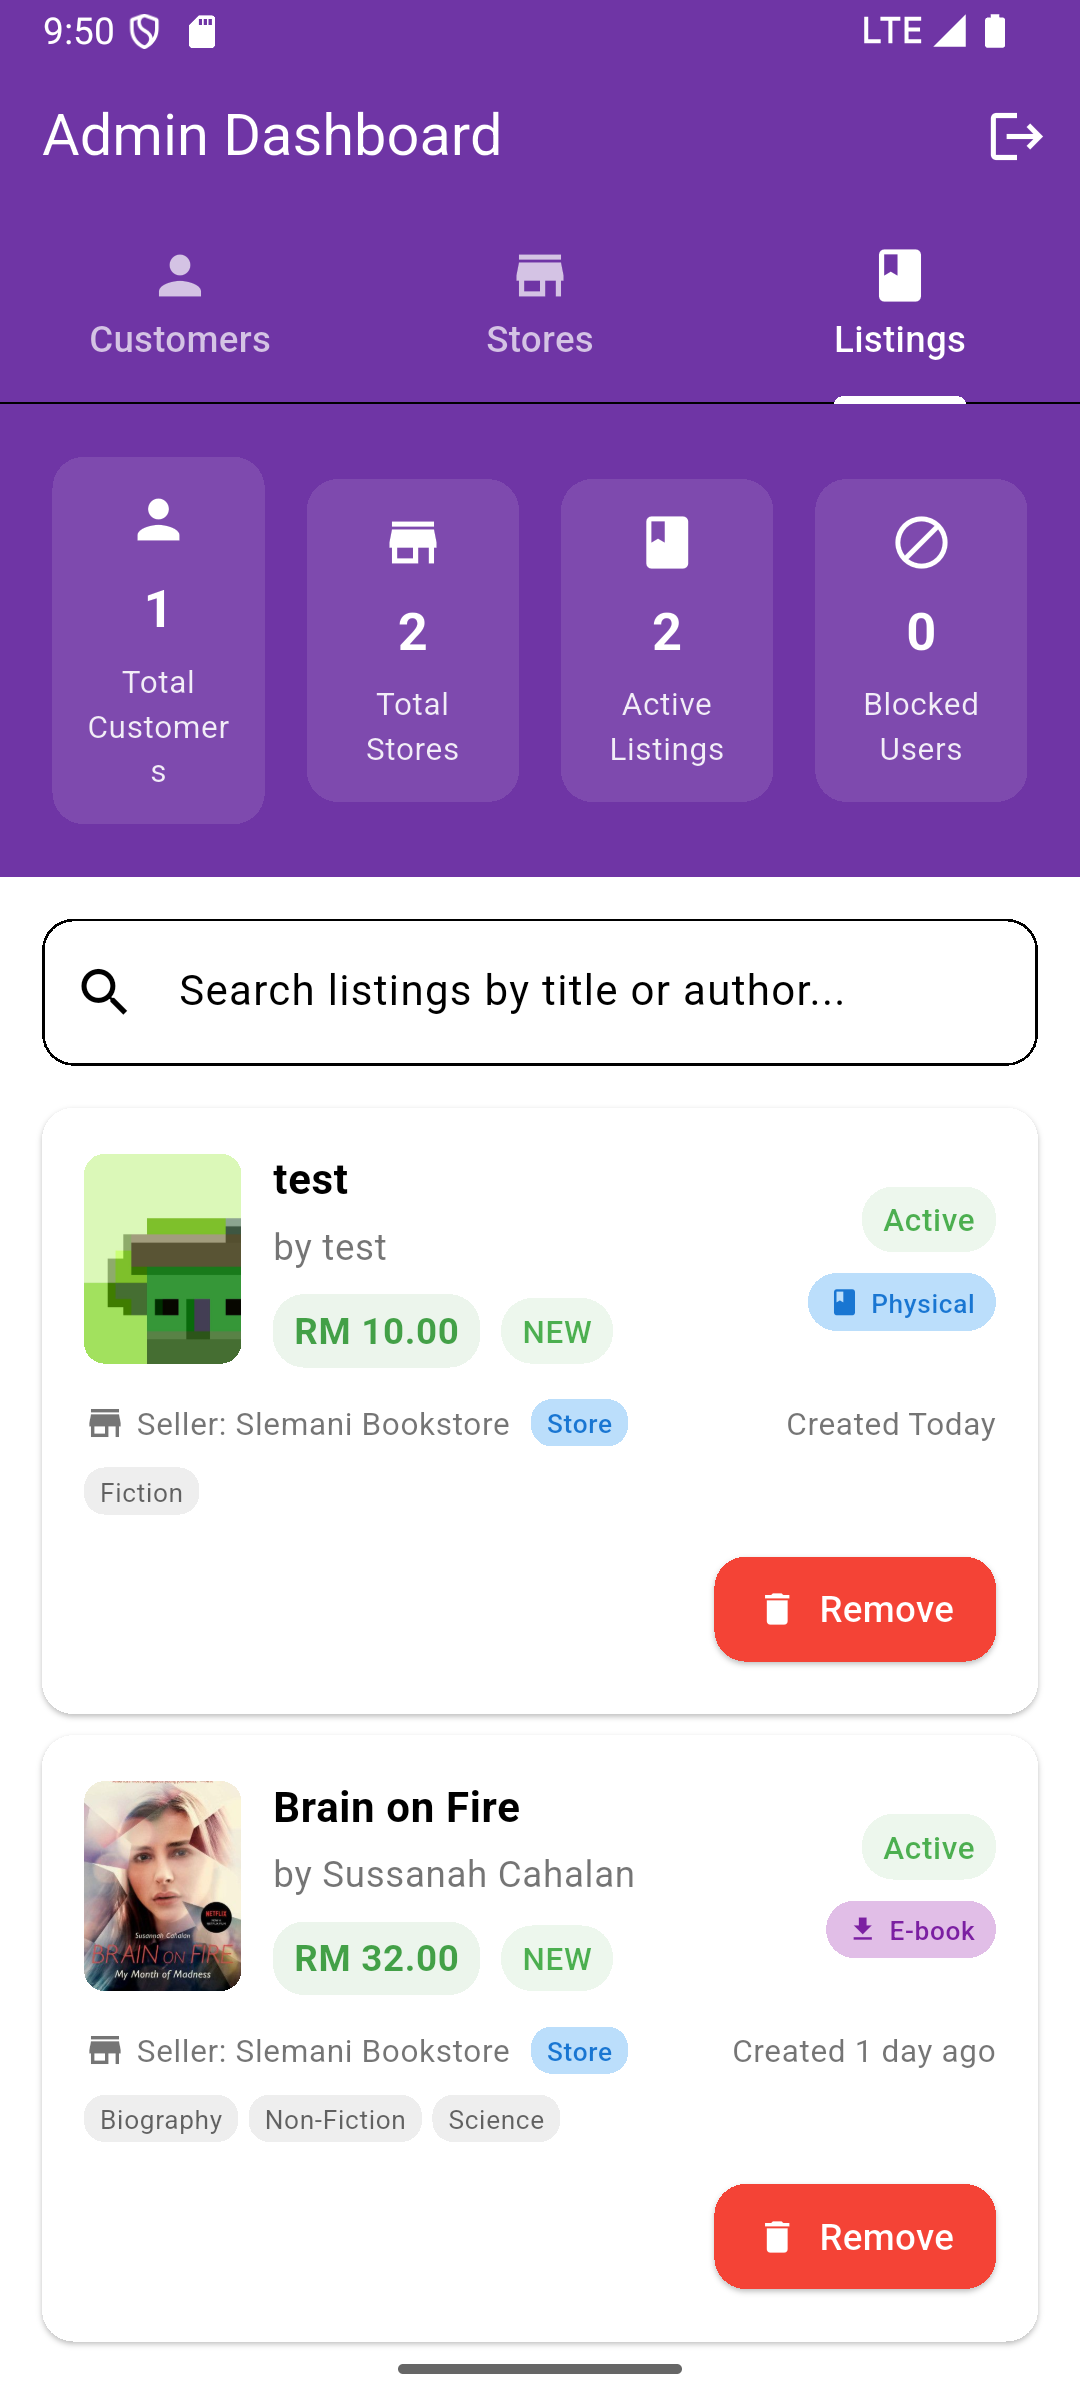 9:50 LTE
Admin Dashboard
Customers Stores Listings
1 2 2 0
Total Customers
Total Stores
Active Listings
Blocked Users
Search listings by title or author...
test
by test
Active
Physical
RM 10.00 NEW
Seller: Slemani Bookstore Store Created Today
Fiction
Remove
Brain on Fire
by Sussanah Cahalan
Active
E-book
RM 32.00 NEW
NETFLIX
Susannah Cahalan
BRAIN ON FIRE
My Month of Madness
Seller: Slemani Bookstore Store Created 1 day ago
Biography Non-Fiction Science
Remove